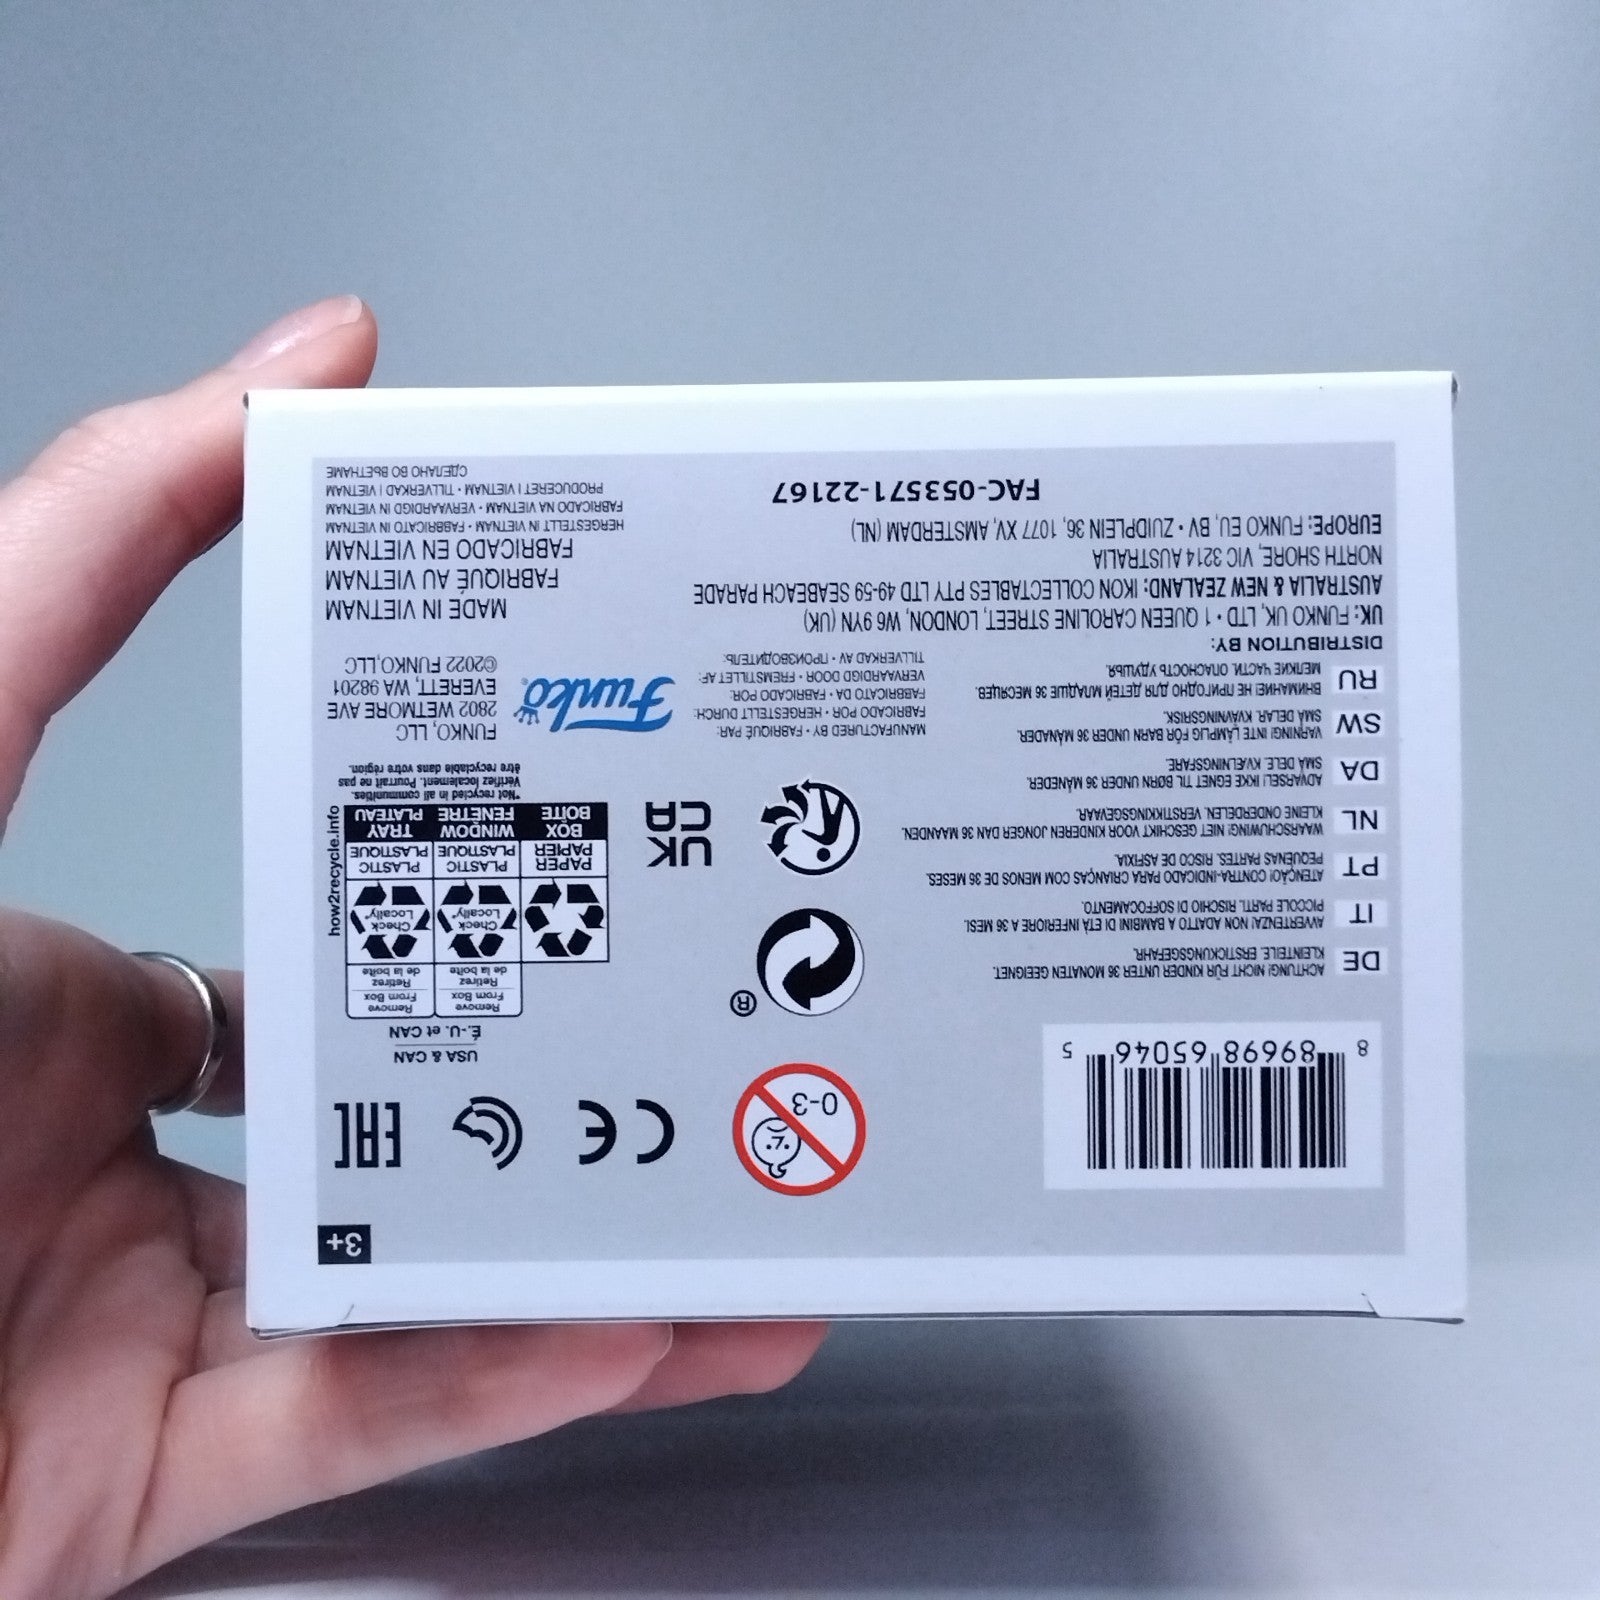 3+
8 89698 65046 5
0-3
CE
EAC
USA & CAN
É.-U. et CAN
Remove
From Box
Retirez
de la boîte
Remove
From Box
Retirez
de la boîte
Check
Locally*
Check
Locally*
PAPER
PAPIER
PLASTIC
PLASTIQUE
PLASTIC
PLASTIQUE
BOX
BOÎTE
WINDOW
FENÊTRE
TRAY
PLATEAU
how2recycle.info
*Not recycled in all communities.
Vérifiez localement. Pourrait ne pas
être recyclable dans votre région.
®
UK
CA
DE
ACHTUNG! NICHT FÜR KINDER UNTER 36 MONATEN GEEIGNET.
KLEINTEILE. ERSTICKUNGSGEFAHR.
IT
AVVERTENZA! NON ADATTO A BAMBINI DI ETÀ INFERIORE A 36 MESI.
PICCOLE PARTI. RISCHIO DI SOFFOCAMENTO.
PT
ATENÇÃO! CONTRA-INDICADO PARA CRIANÇAS COM MENOS DE 36 MESES.
PEQUENAS PARTES. RISCO DE ASFIXIA.
NL
WAARSCHUWING! NIET GESCHIKT VOOR KINDEREN JONGER DAN 36 MAANDEN.
KLEINE ONDERDELEN. VERSTIKKINGSGEVAAR.
DA
ADVARSEL! IKKE EGNET TIL BØRN UNDER 36 MÅNEDER.
SMÅ DELE. KVÆLNINGSFARE.
SW
VARNING! INTE LÄMPLIG FÖR BARN UNDER 36 MÅNADER.
SMÅ DELAR. KVÄVNINGSRISK.
RU
ВНИМАНИЕ! НЕ ПРИГОДНО ДЛЯ ДЕТЕЙ МЛАДШЕ 36 МЕСЯЦЕВ.
МЕЛКИЕ ЧАСТИ. ОПАСНОСТЬ УДУШЬЯ.
MANUFACTURED BY • FABRIQUÉ PAR:
FABRICADO POR • HERGESTELLT DURCH:
FABBRICATO DA • FABRICADO POR:
VERVAARDIGD DOOR • FREMSTILLET AF:
TILLVERKAD AV • ПРОИЗВОДИТЕЛЬ:
Funko®
FUNKO, LLC
2802 WETMORE AVE
EVERETT, WA 98201
©2022 FUNKO,LLC
DISTRIBUTION BY:
UK: FUNKO UK, LTD • 1 QUEEN CAROLINE STREET, LONDON, W6 9YN (UK)
AUSTRALIA & NEW ZEALAND: IKON COLLECTABLES PTY LTD 49-59 SEABEACH PARADE
NORTH SHORE, VIC 3214 AUSTRALIA
EUROPE: FUNKO EU, BV • ZUIDPLEIN 36, 1077 XV, AMSTERDAM (NL)
FAC-053571-22167
MADE IN VIETNAM
FABRIQUÉ AU VIETNAM
FABRICADO EN VIETNAM
HERGESTELLT IN VIETNAM • FABBRICATO IN VIETNAM
FABRICADO NA VIETNAM • VERVAARDIGD IN VIETNAM
PRODUCERET I VIETNAM • TILLVERKAD I VIETNAM
СДЕЛАНО ВО ВЬЕТНАМЕ